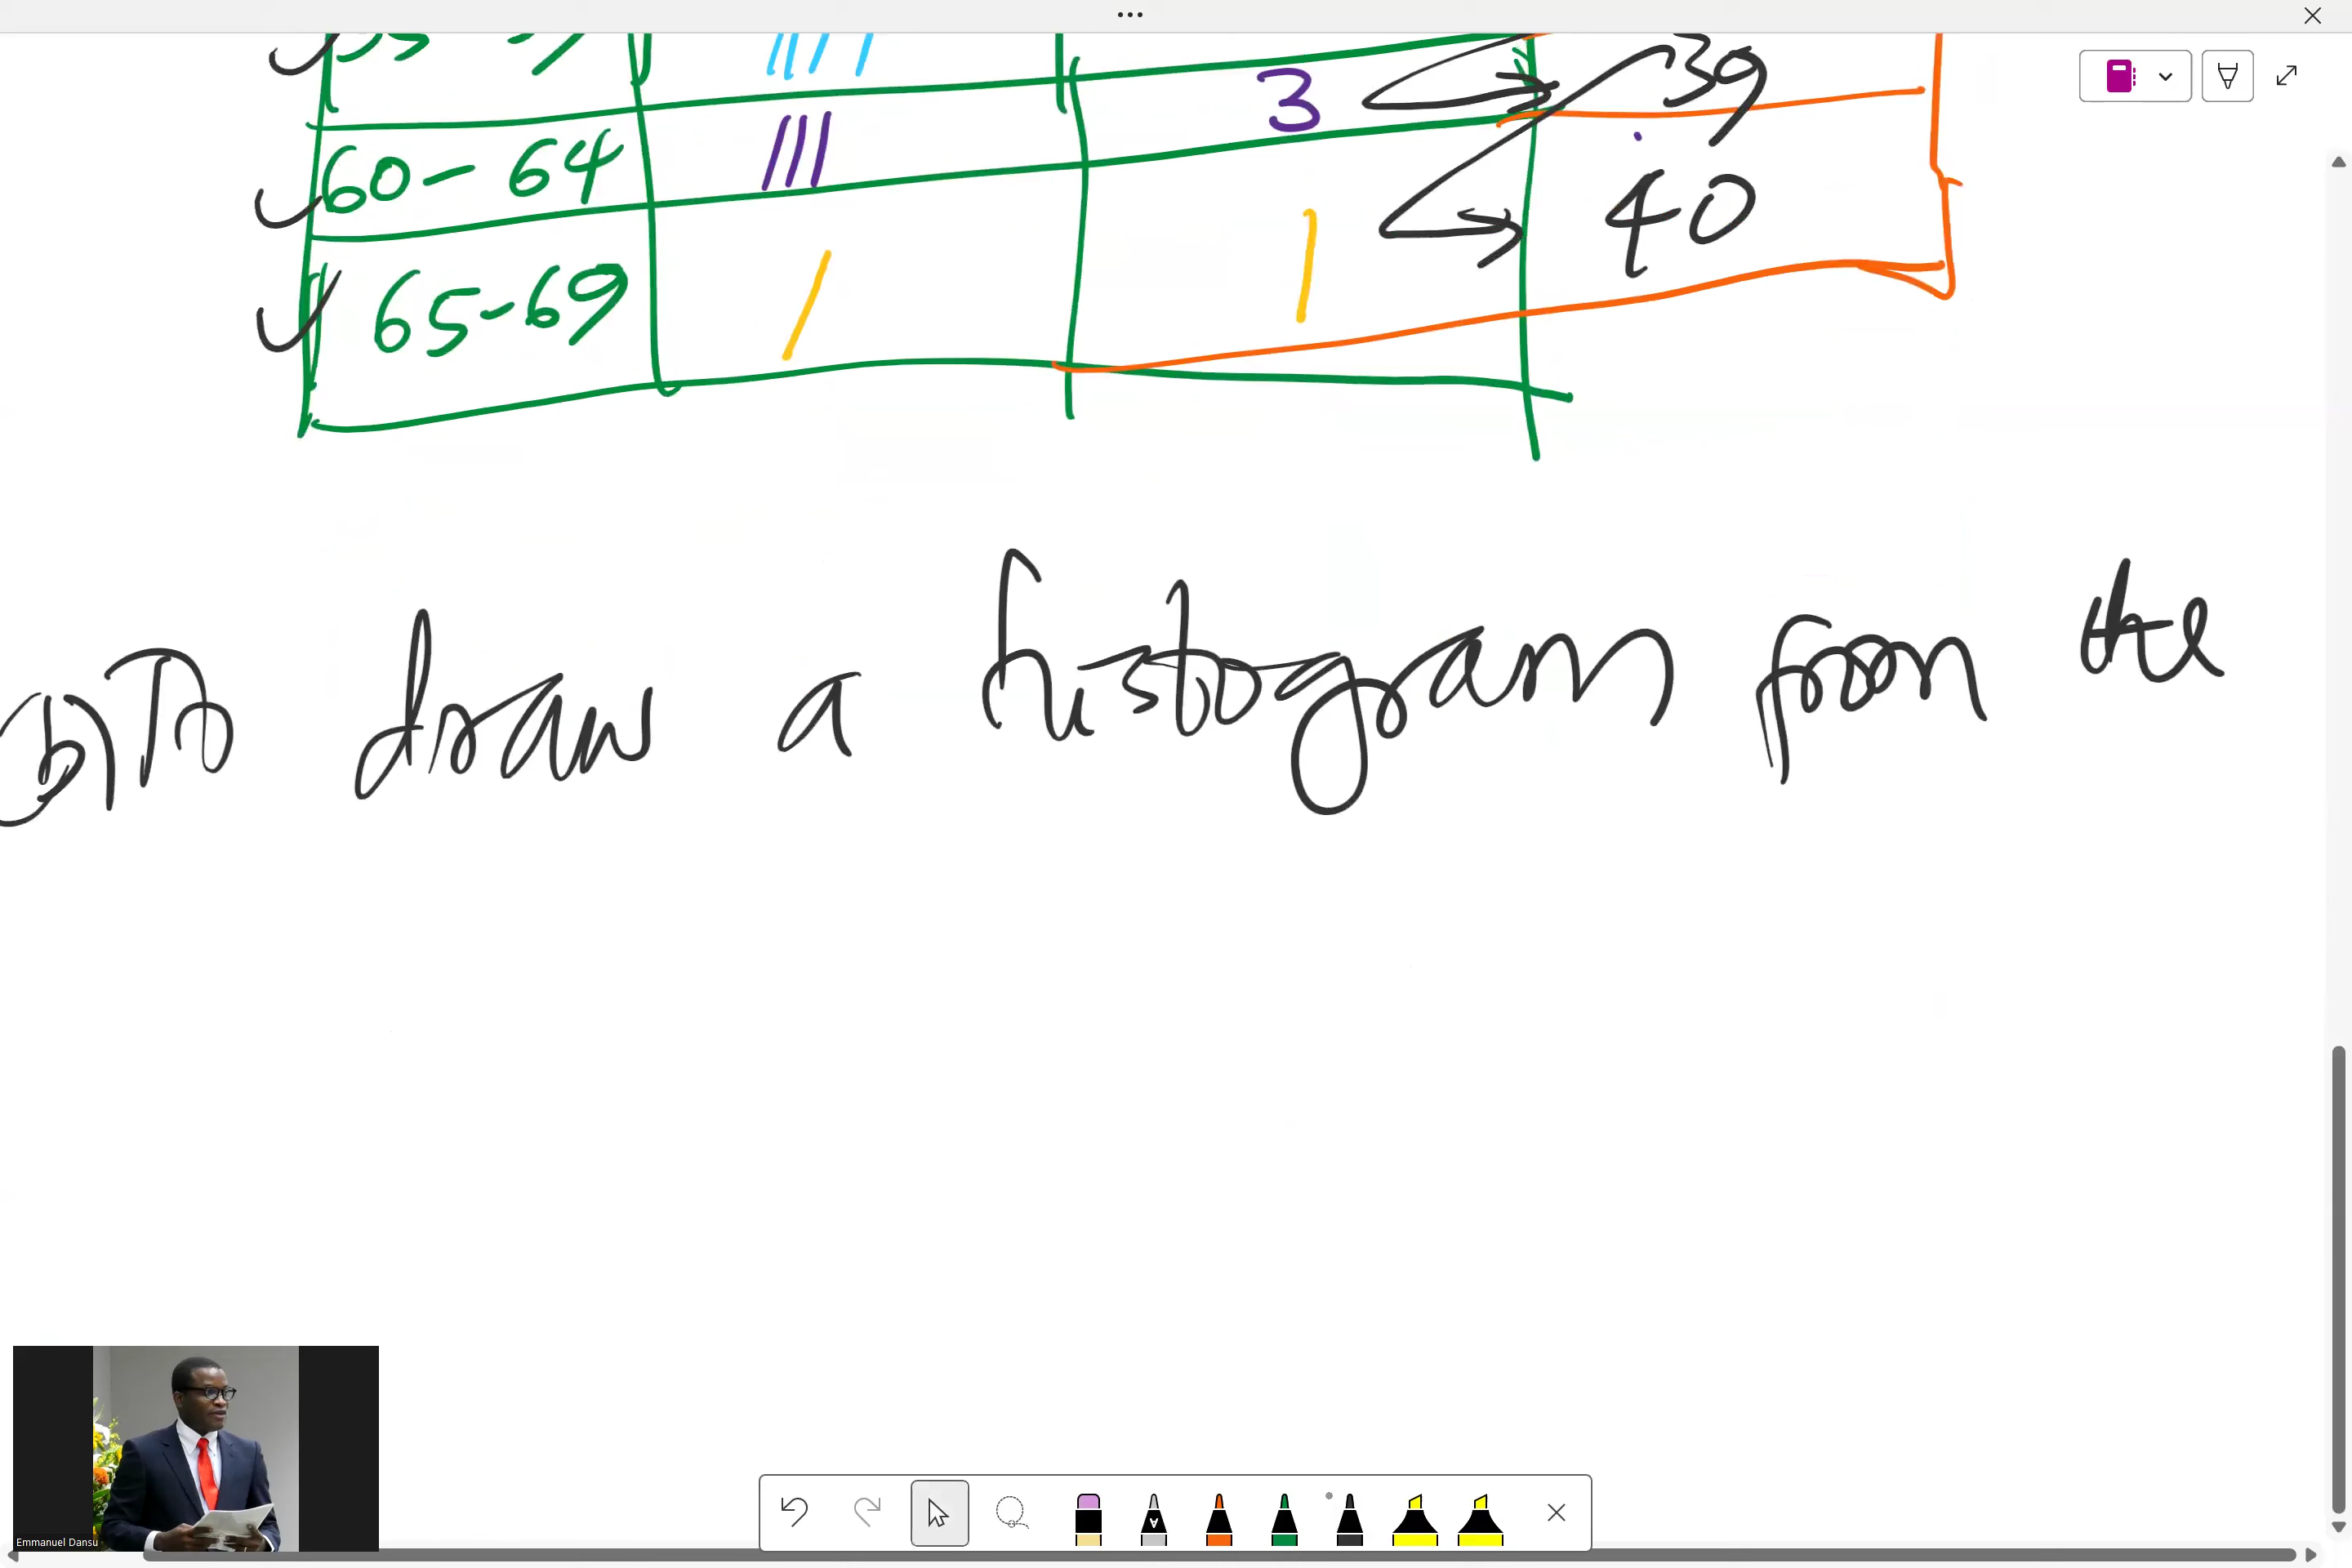 39
3
60-64 ||| 40
65-69 / 1
(b) To draw a histogram from the
Emmanuel Dansu